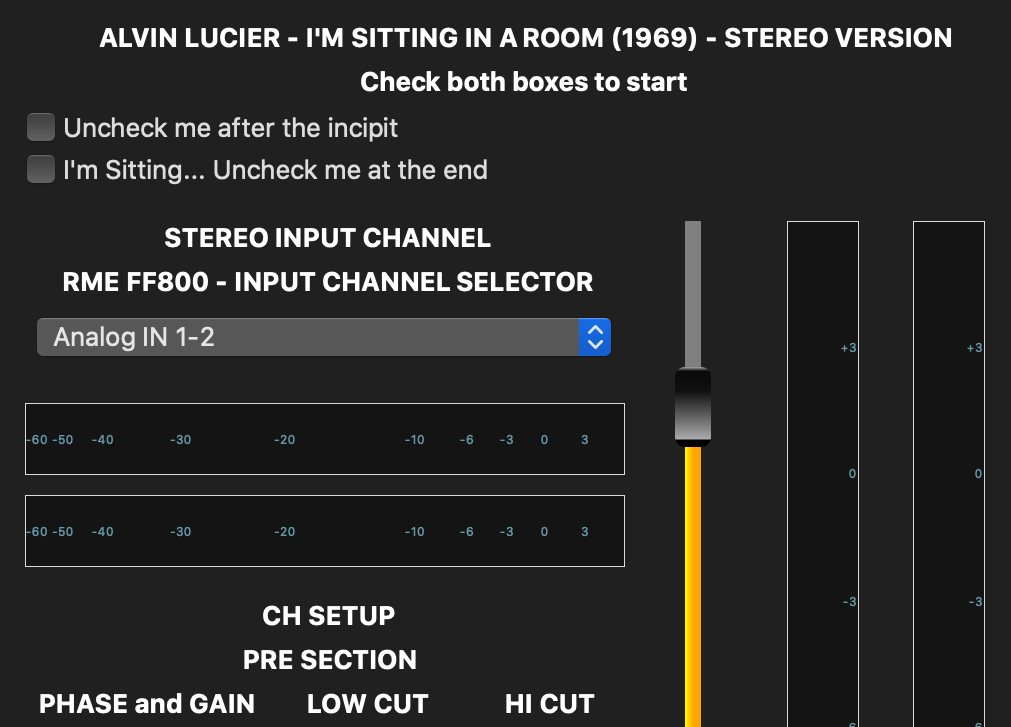 ALVIN LUCIER - I'M SITTING IN A ROOM (1969) - STEREO VERSION
Check both boxes to start
Uncheck me after the incipit
I'm Sitting... Uncheck me at the end
STEREO INPUT CHANNEL
RME FF800 - INPUT CHANNEL SELECTOR
Analog IN 1-2
+3 +3
-60 -50 -40 -30 -20 -10 -6 -3 0 3
0 0
-60 -50 -40 -30 -20 -10 -6 -3 0 3
-3 -3
CH SETUP
PRE SECTION
PHASE and GAIN LOW CUT HI CUT